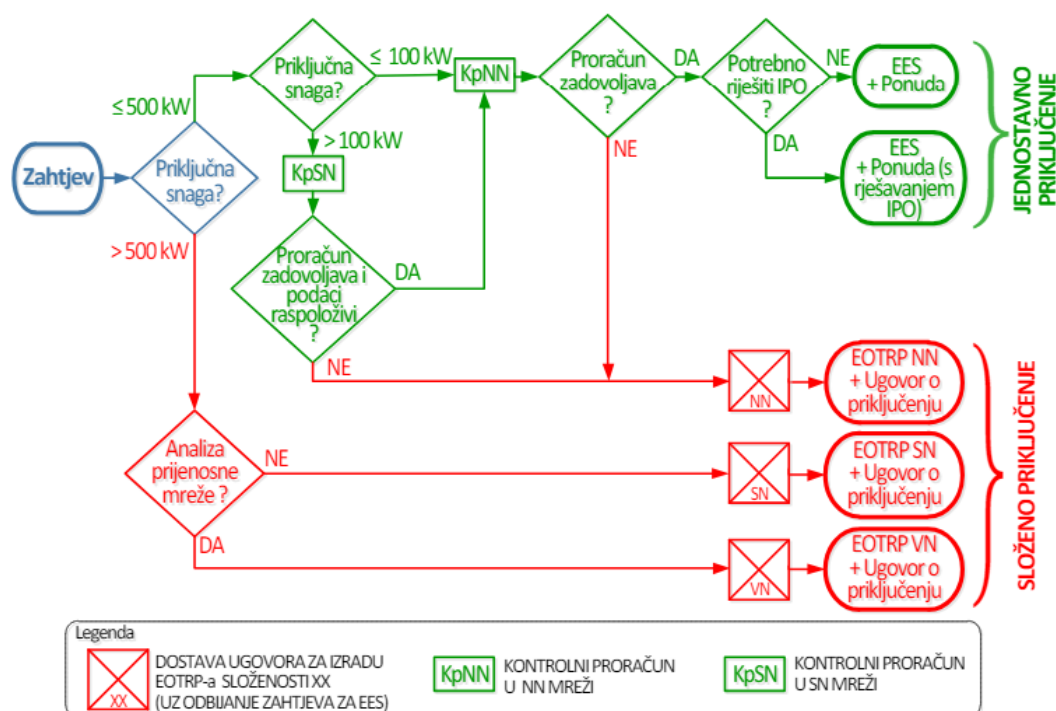 Zahtjev
Priključna
snaga?
≤ 500 kW
> 500 kW
Priključna
snaga?
≤ 100 kW
> 100 kW
KpSN
Proračun
zadovoljava i
podaci
raspoloživi
?
DA
NE
KpNN
Proračun
zadovoljava
?
DA
NE
Potrebno
riješiti IPO
?
NE
DA
EES
+ Ponuda
EES
+ Ponuda (s
rješavanjem
IPO)
JEDNOSTAVNO
PRIKLJUČENJE
Analiza
prijenosne
mreže ?
NE
DA
NN
EOTRP NN
+ Ugovor o
priključenju
SN
EOTRP SN
+ Ugovor o
priključenju
VN
EOTRP VN
+ Ugovor o
priključenju
SLOŽENO PRIKLJUČENJE
Legenda
XX
DOSTAVA UGOVORA ZA IZRADU
EOTRP-a SLOŽENOSTI XX
(UZ ODBIJANJE ZAHTJEVA ZA EES)
KpNN
KONTROLNI PRORAČUN
U NN MREŽI
KpSN
KONTROLNI PRORAČUN
U SN MREŽI